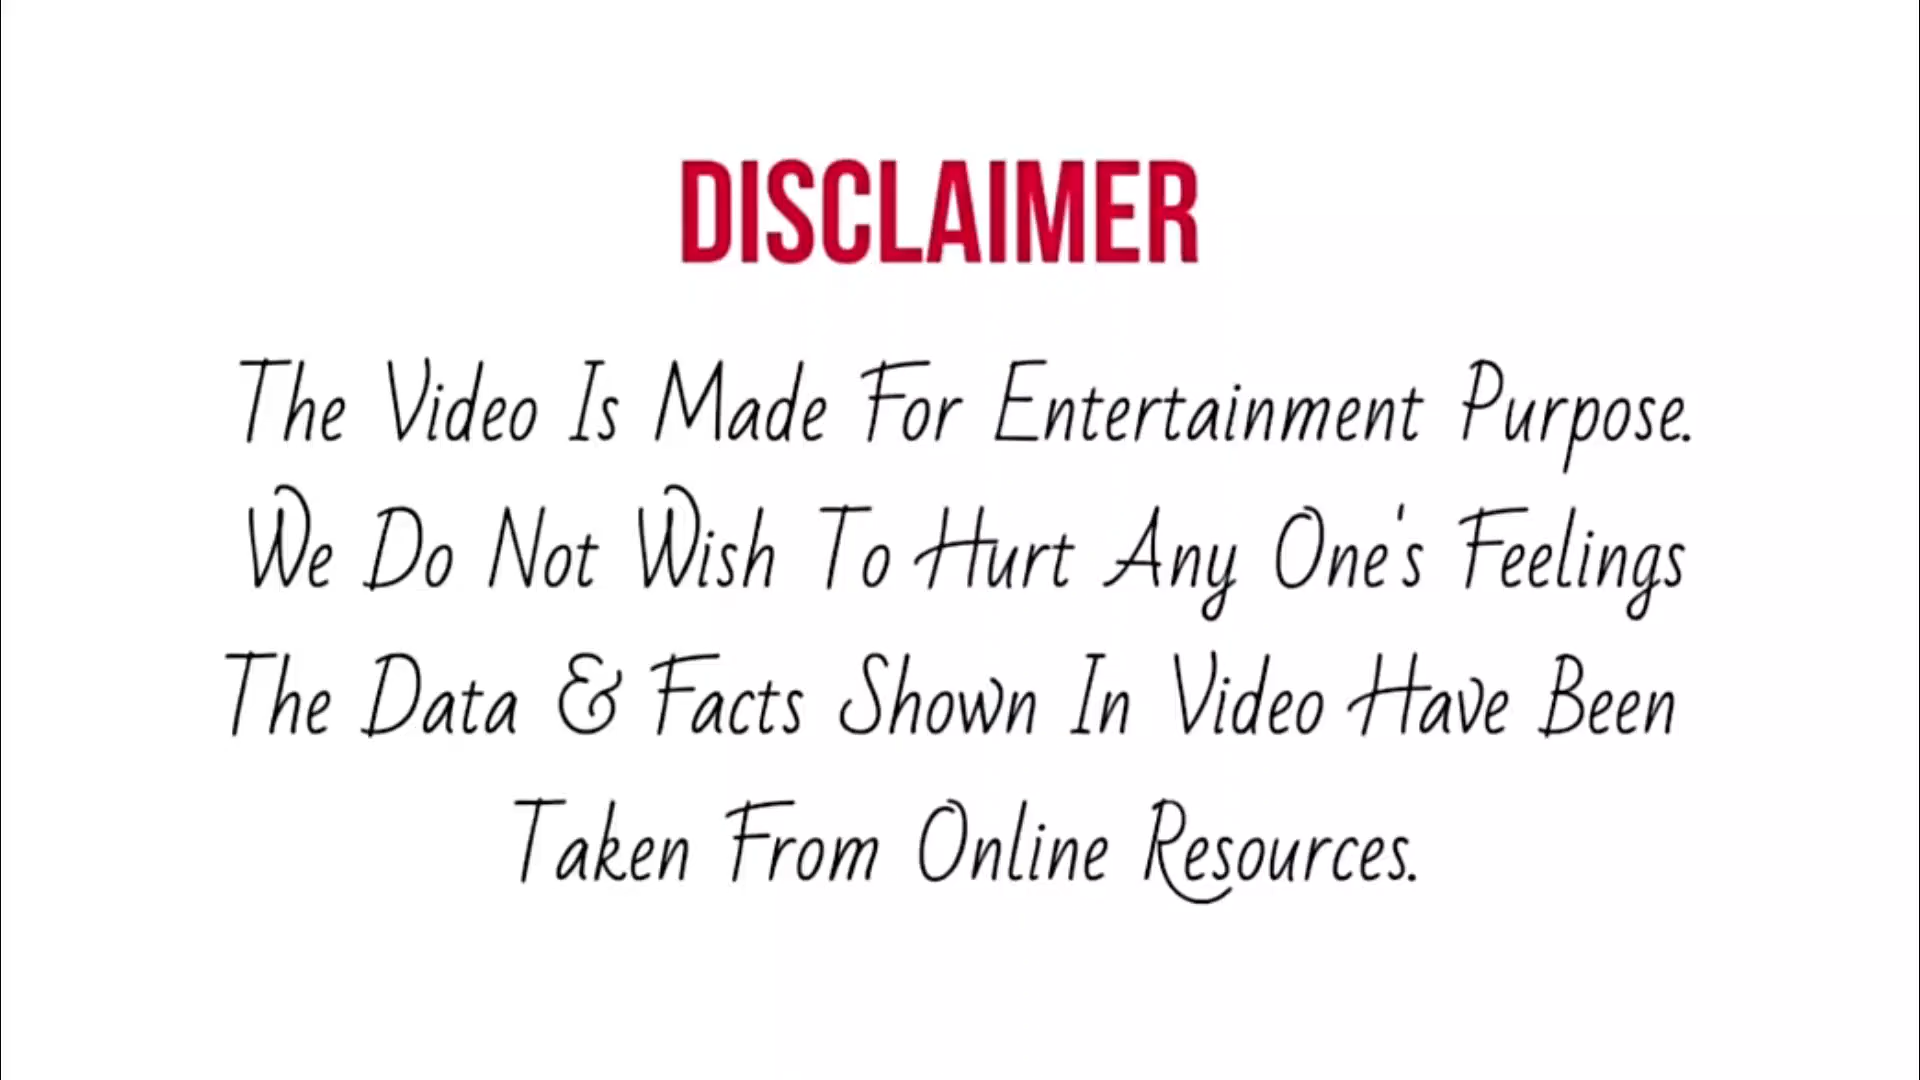 DISCLAIMER
The Video Is Made For Entertainment Purpose.
We Do Not Wish To Hurt Any One's Feelings
The Data & Facts Shown In Video Have Been
Taken From Online Resources.